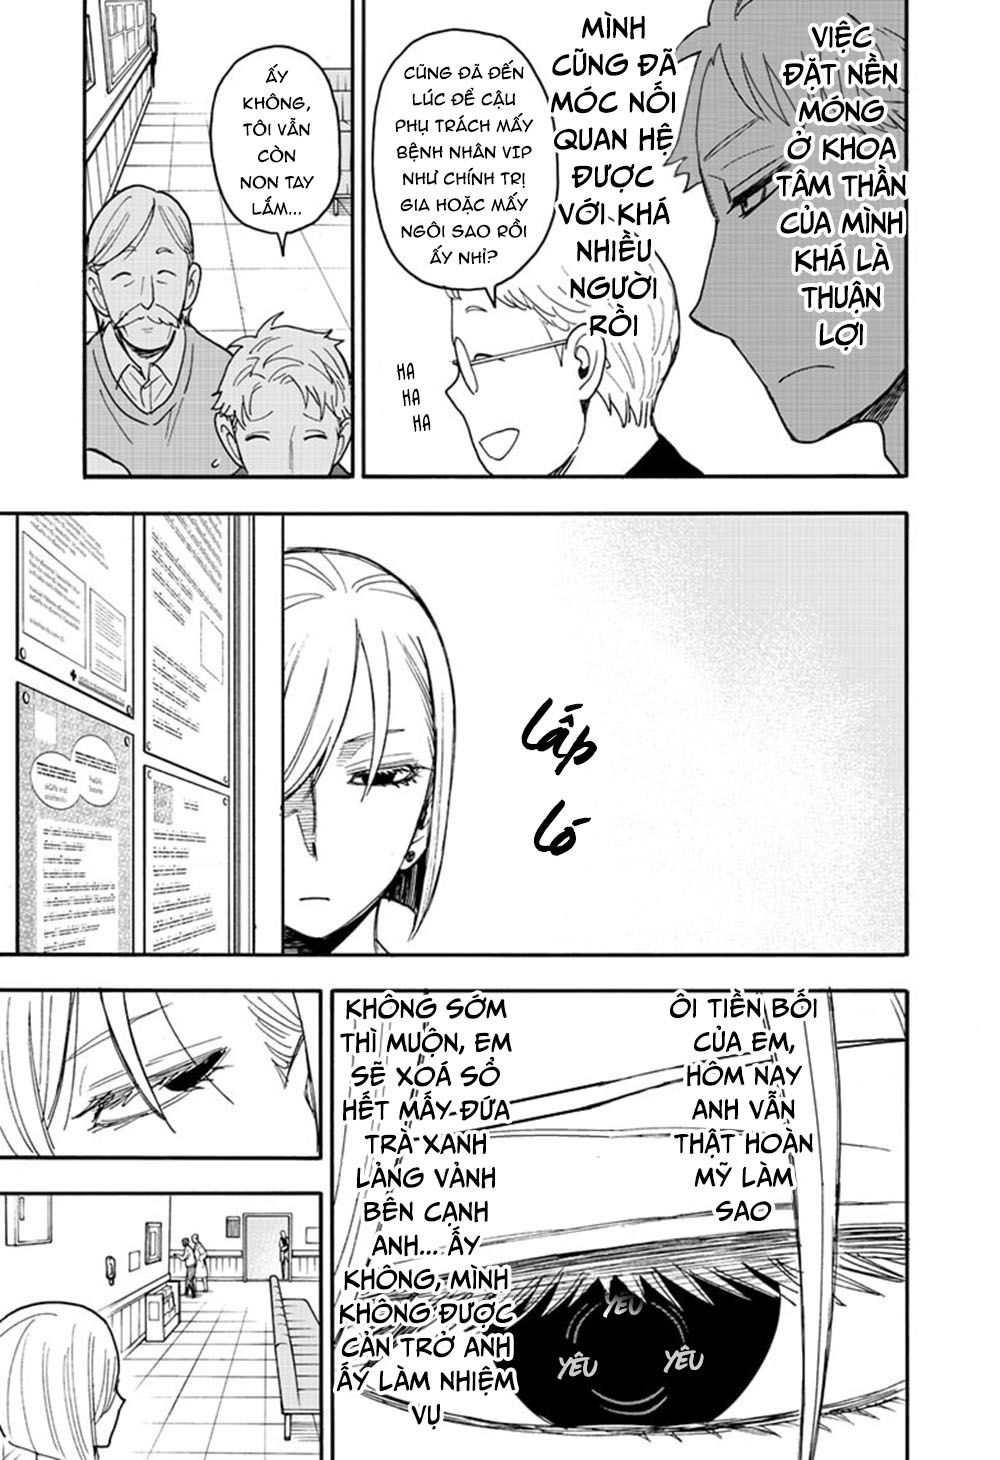 VIỆC
ĐẶT NỀN
MÓNG
Ở KHOA
TÂM THẦN
CỦA MÌNH
KHÁ LÀ
THUẬN
LỢI
MÌNH
CŨNG ĐÃ
MÓC NỐI
QUAN HỆ
ĐƯỢC
VỚI KHÁ
NHIỀU
NGƯỜI
RỒI
CŨNG ĐÃ ĐẾN
LÚC ĐỂ CẬU
PHỤ TRÁCH MẤY
BỆNH NHÂN VIP
NHƯ CHÍNH TRỊ
GIA HOẶC MẤY
NGÔI SAO RỒI
ẤY NHỈ?
HA
HA
HA
ẤY
KHÔNG,
TÔI VẪN
CÒN
NON TAY
LẮM...
lấp
ló
ÔI TIỀN BỐI
CỦA EM,
HÔM NAY
ANH VẪN
THẬT HOÀN
MỸ LÀM
SAO
KHÔNG SỚM
THÌ MUỘN, EM
SẼ XOÁ SỔ
HẾT MẤY ĐỨA
TRÀ XANH
LẢNG VẢNH
BÊN CẠNH
ANH... ẤY
KHÔNG, MÌNH
KHÔNG ĐƯỢC
CẢN TRỞ ANH
ẤY LÀM NHIỆM
VỤ
YÊU
YÊU
YÊU